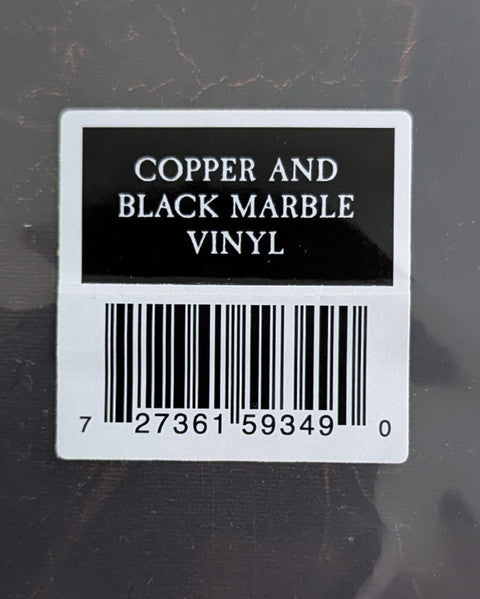 COPPER AND
BLACK MARBLE
VINYL
7 27361 59349 0